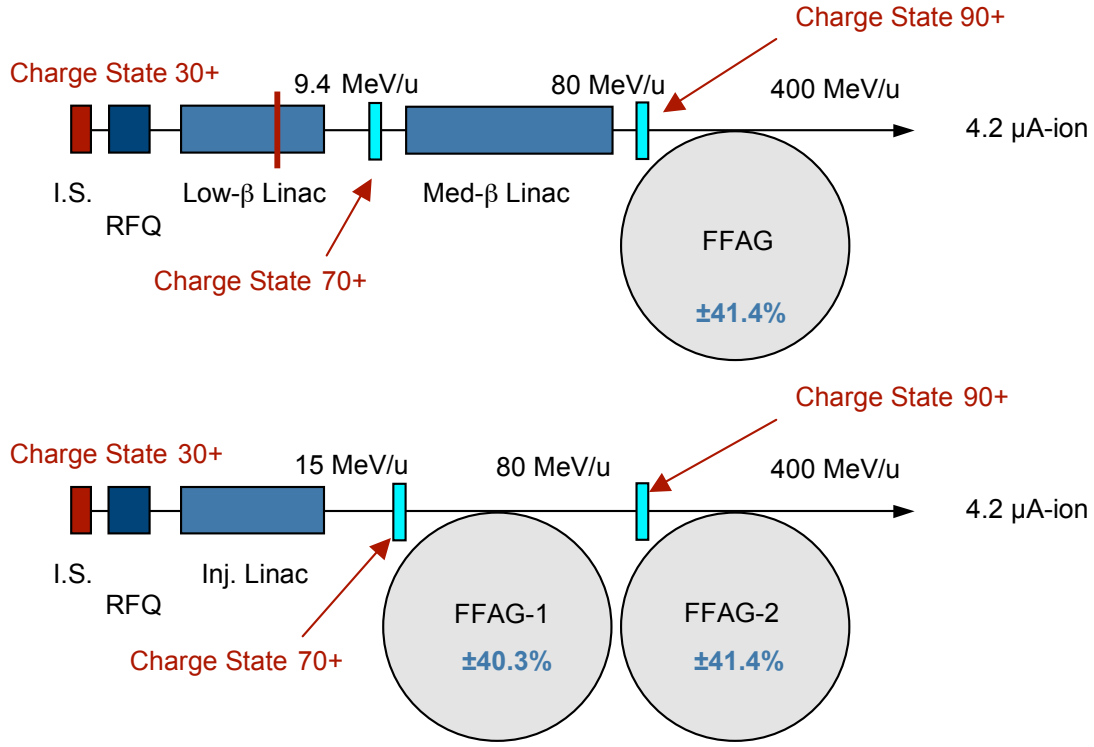 Charge State 90+
Charge State 30+
9.4 MeV/u
80 MeV/u
400 MeV/u
4.2 µA-ion
I.S.
Low-β Linac
Med-β Linac
RFQ
FFAG
Charge State 70+
±41.4%
Charge State 90+
Charge State 30+
15 MeV/u
80 MeV/u
400 MeV/u
4.2 µA-ion
I.S.
Inj. Linac
RFQ
FFAG-1
FFAG-2
Charge State 70+
±40.3%
±41.4%